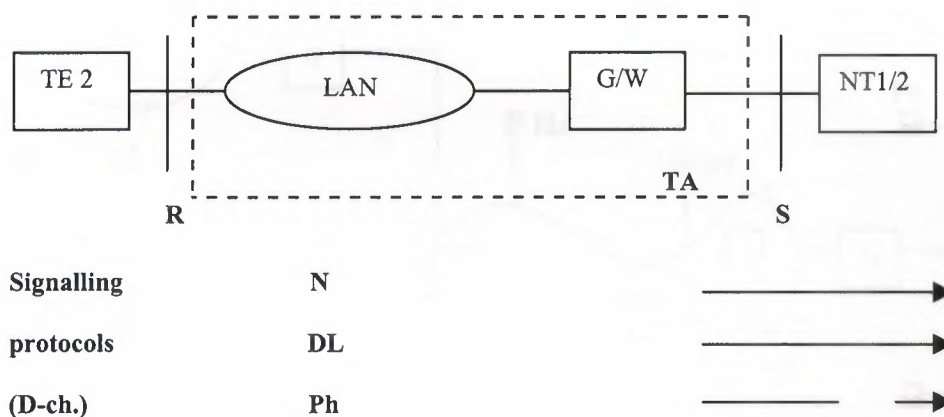 TE 2 LAN G/W NT1/2
TA
R S
Signalling N
protocols DL
(D-ch.) Ph